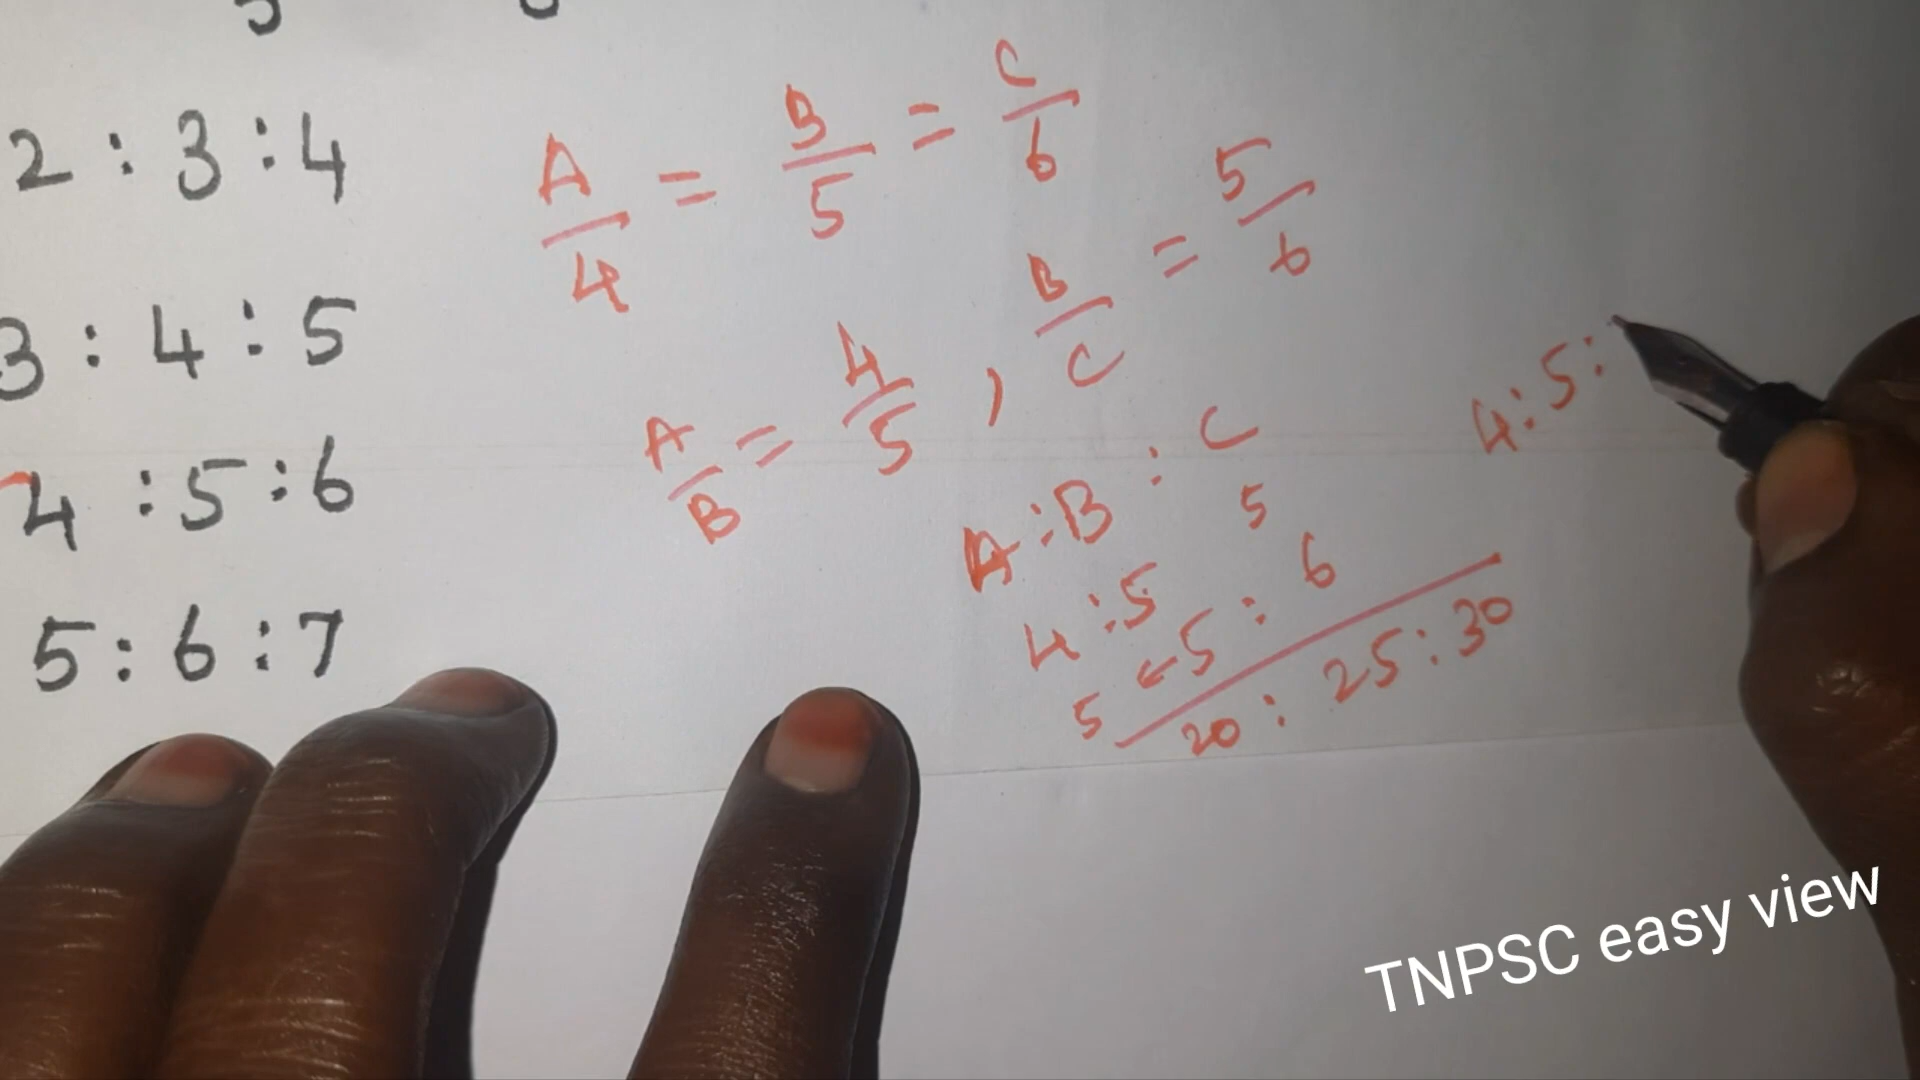 2 : 3 : 4
3 : 4 : 5
4 : 5 : 6
5 : 6 : 7
A/4 = B/5 = C/6
A/B = 4/5 , B/C = 5/6
A : B : C
4 : 5 5
5 5 : 6
20 : 25 : 30
4 : 5 :
TNPSC easy view